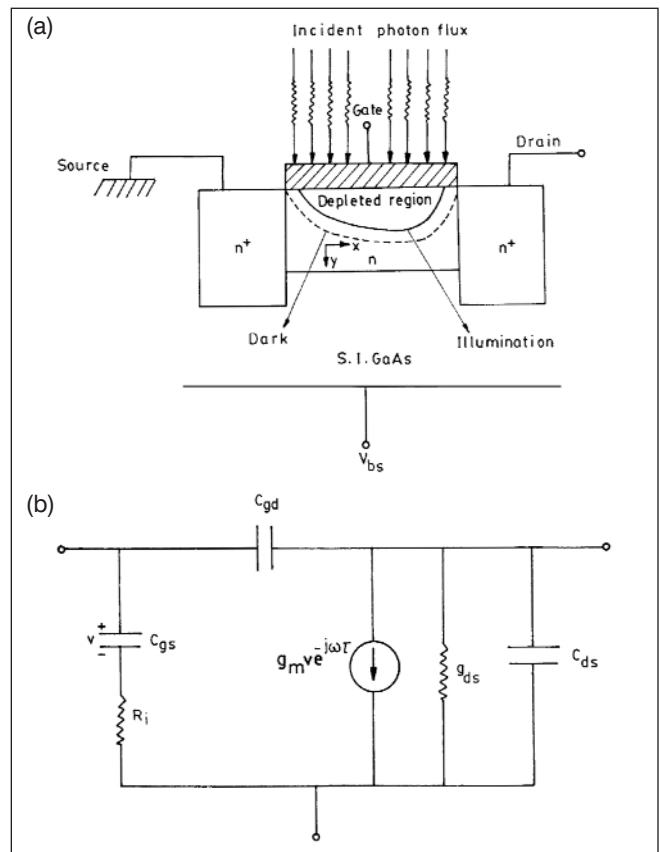 (a)
Incident photon flux
Gate
Source
Drain
Depleted region
n+
x
y
n
n+
Dark
Illumination
S.I.GaAs
Vbs
(b)
Cgd
v
+
-
Cgs
gmve-jωτ
gds
Cds
Ri